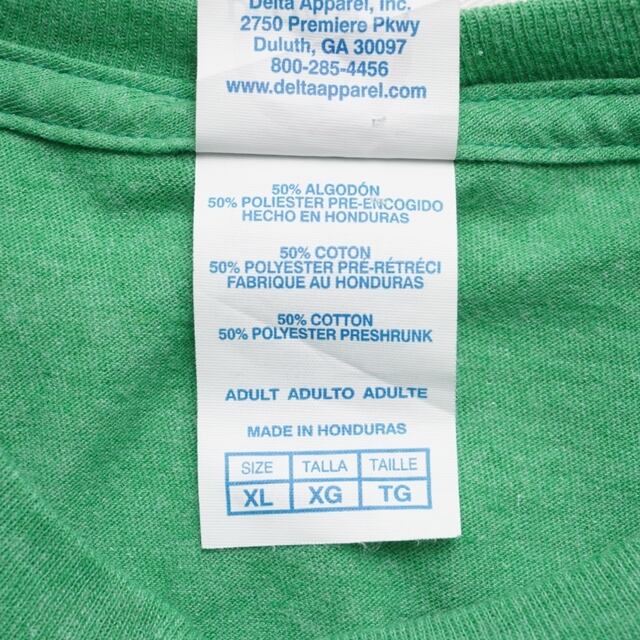 Delta Apparel, Inc.
2750 Premiere Pkwy
Duluth, GA 30097
800-285-4456
www.deltaapparel.com
50% ALGODÓN
50% POLIESTER PRE-ENCOGIDO
HECHO EN HONDURAS
50% COTON
50% POLYESTER PRÉ-RÉTRÉCI
FABRIQUE AU HONDURAS
50% COTTON
50% POLYESTER PRESHRUNK
ADULT ADULTO ADULTE
MADE IN HONDURAS
SIZE TALLA TAILLE
XL XG TG